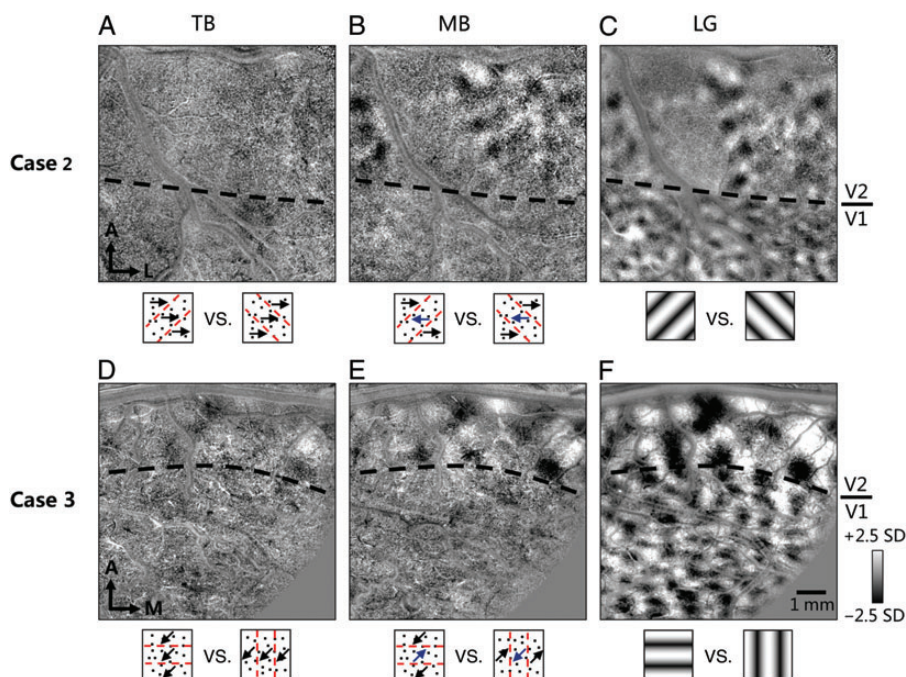 A TB
B MB
C LG
Case 2
A
L
V2
V1
VS.
VS.
VS.
D
E
F
Case 3
V2
V1
+2.5 SD
-2.5 SD
A
M
1 mm
VS.
VS.
VS.